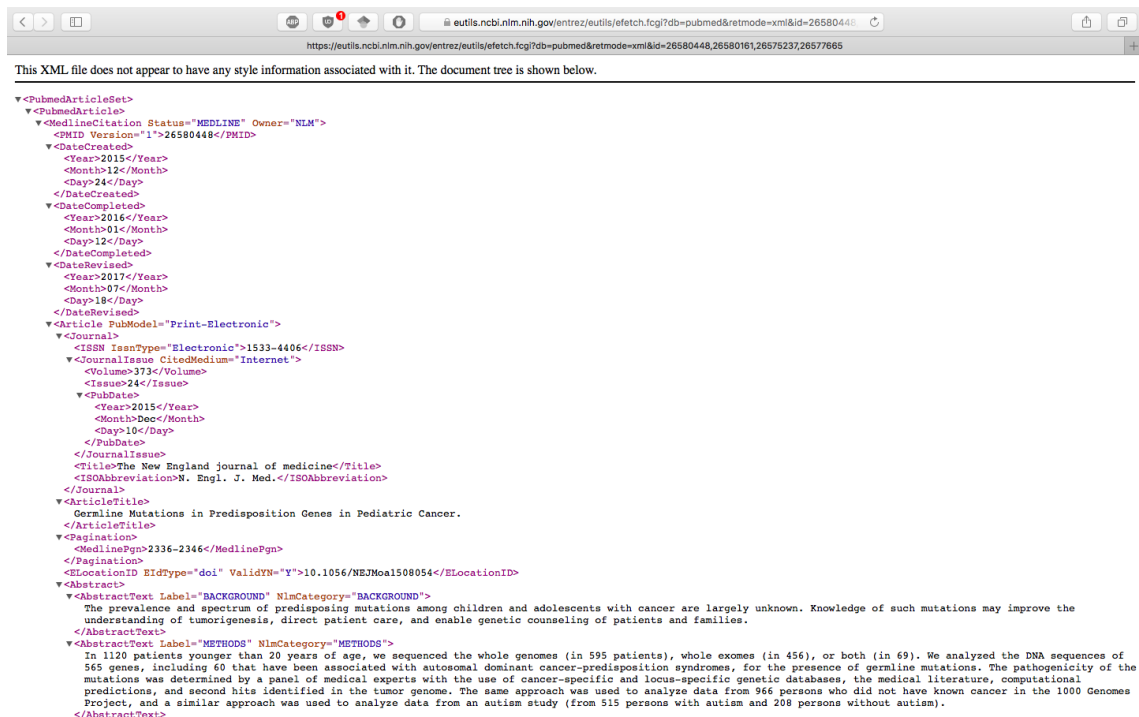 ABP
UO
1
eutils.ncbi.nlm.nih.gov/entrez/eutils/efetch.fcgi?db=pubmed&retmode=xml&id=26580448,
https://eutils.ncbi.nlm.nih.gov/entrez/eutils/efetch.fcgi?db=pubmed&retmode=xml&id=26580448,26580161,26575237,26577665
This XML file does not appear to have any style information associated with it. The document tree is shown below.
▼<PubmedArticleSet>
▼<PubmedArticle>
▼<MedlineCitation Status="MEDLINE" Owner="NLM">
<PMID Version="1">26580448</PMID>
▼<DateCreated>
<Year>2015</Year>
<Month>12</Month>
<Day>24</Day>
</DateCreated>
▼<DateCompleted>
<Year>2016</Year>
<Month>01</Month>
<Day>12</Day>
</DateCompleted>
▼<DateRevised>
<Year>2017</Year>
<Month>07</Month>
<Day>18</Day>
</DateRevised>
▼<Article PubModel="Print-Electronic">
▼<Journal>
<ISSN IssnType="Electronic">1533-4406</ISSN>
▼<JournalIssue CitedMedium="Internet">
<Volume>373</Volume>
<Issue>24</Issue>
▼<PubDate>
<Year>2015</Year>
<Month>Dec</Month>
<Day>10</Day>
</PubDate>
</JournalIssue>
<Title>The New England journal of medicine</Title>
<ISOAbbreviation>N. Engl. J. Med.</ISOAbbreviation>
</Journal>
▼<ArticleTitle>
Germline Mutations in Predisposition Genes in Pediatric Cancer.
</ArticleTitle>
▼<Pagination>
<MedlinePgn>2336-2346</MedlinePgn>
</Pagination>
<ELocationID EIdType="doi" ValidYN="Y">10.1056/NEJMoa1508054</ELocationID>
▼<Abstract>
▼<AbstractText Label="BACKGROUND" NlmCategory="BACKGROUND">
The prevalence and spectrum of predisposing mutations among children and adolescents with cancer are largely unknown. Knowledge of such mutations may improve the
understanding of tumorigenesis, direct patient care, and enable genetic counseling of patients and families.
</AbstractText>
▼<AbstractText Label="METHODS" NlmCategory="METHODS">
In 1120 patients younger than 20 years of age, we sequenced the whole genomes (in 595 patients), whole exomes (in 456), or both (in 69). We analyzed the DNA sequences of
565 genes, including 60 that have been associated with autosomal dominant cancer-predisposition syndromes, for the presence of germline mutations. The pathogenicity of the
mutations was determined by a panel of medical experts with the use of cancer-specific and locus-specific genetic databases, the medical literature, computational
predictions, and second hits identified in the tumor genome. The same approach was used to analyze data from 966 persons who did not have known cancer in the 1000 Genomes
Project, and a similar approach was used to analyze data from an autism study (from 515 persons with autism and 208 persons without autism).
</AbstractText>